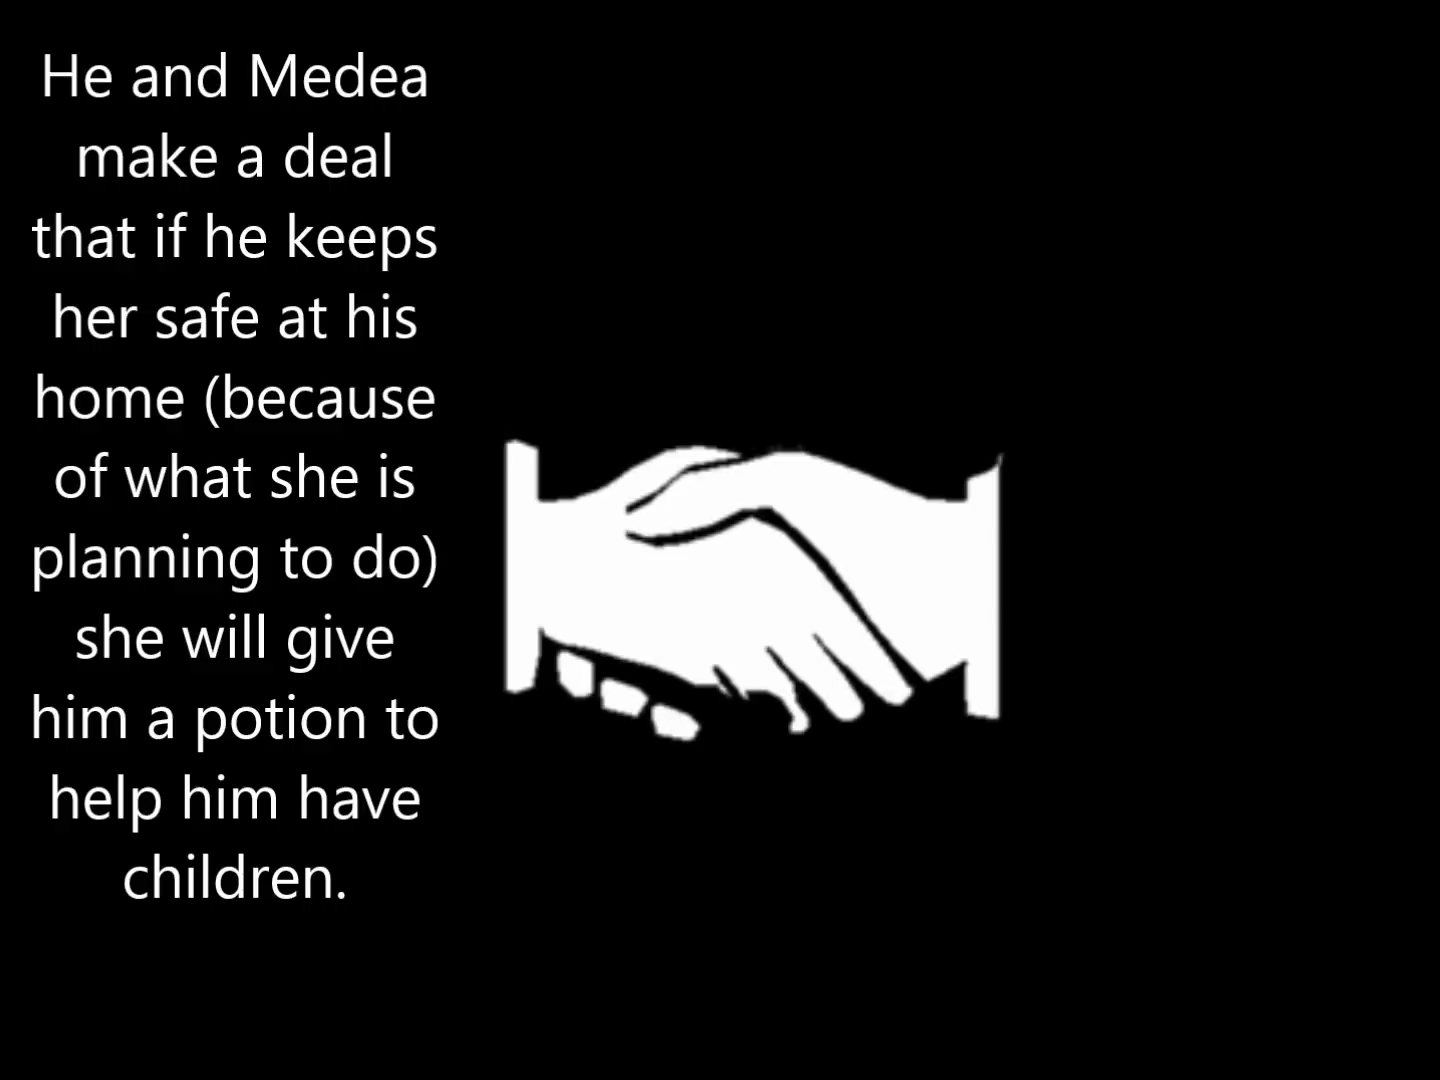 He and Medea
make a deal
that if he keeps
her safe at his
home (because
of what she is
planning to do)
she will give
him a potion to
help him have
children.